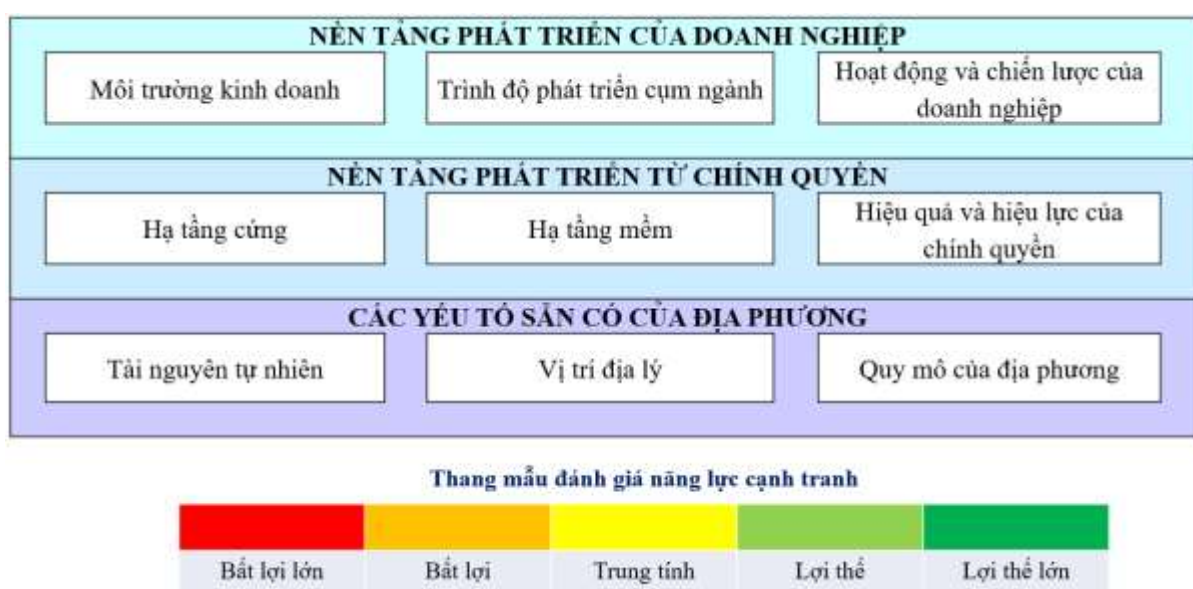 NỀN TẢNG PHÁT TRIỂN CỦA DOANH NGHIỆP
Môi trường kinh doanh
Trình độ phát triển cụm ngành
Hoạt động và chiến lược của
doanh nghiệp
NỀN TẢNG PHÁT TRIỂN TỪ CHÍNH QUYỀN
Hạ tầng cứng
Hạ tầng mềm
Hiệu quả và hiệu lực của
chính quyền
CÁC YẾU TỐ SẴN CÓ CỦA ĐỊA PHƯƠNG
Tài nguyên tự nhiên
Vị trí địa lý
Quy mô của địa phương
Thang mẫu đánh giá năng lực cạnh tranh
Bất lợi lớn
Bất lợi
Trung tính
Lợi thế
Lợi thế lớn